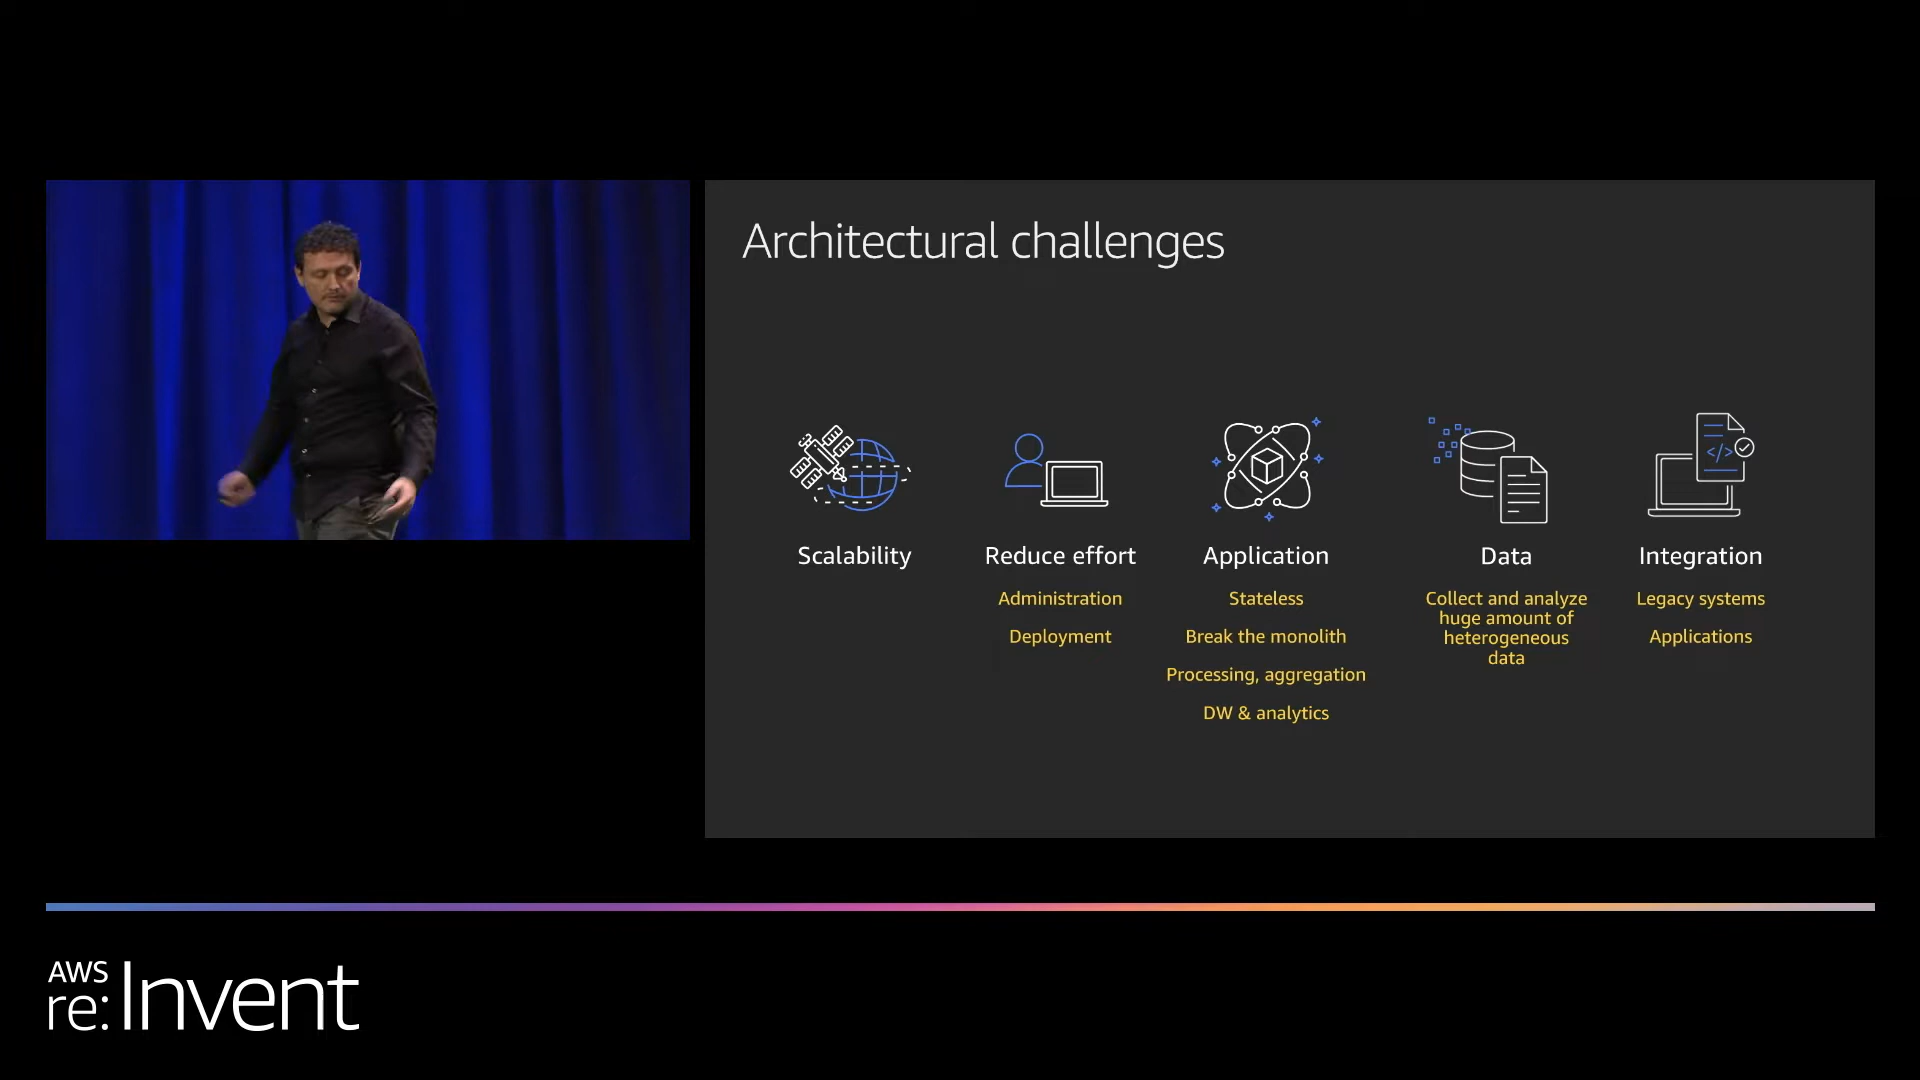 Architectural challenges
Scalability
Reduce effort
Administration
Deployment
Application
Stateless
Break the monolith
Processing, aggregation
DW & analytics
Data
Collect and analyze
huge amount of
heterogeneous
data
Integration
Legacy systems
Applications
</>
AWS
re:Invent